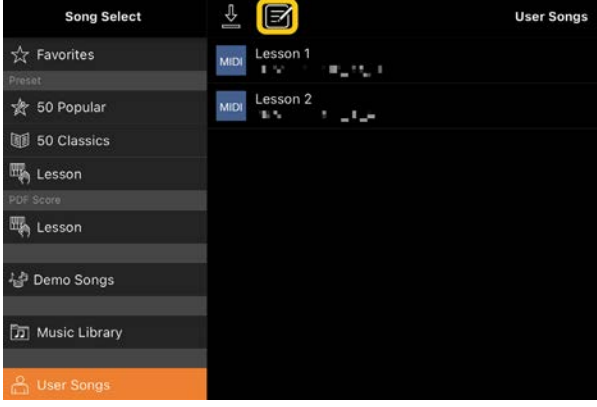 Song Select
User Songs
Favorites
Preset
50 Popular
50 Classics
Lesson
PDF Score
Lesson
Demo Songs
Music Library
User Songs
MIDI
Lesson 1
MIDI
Lesson 2